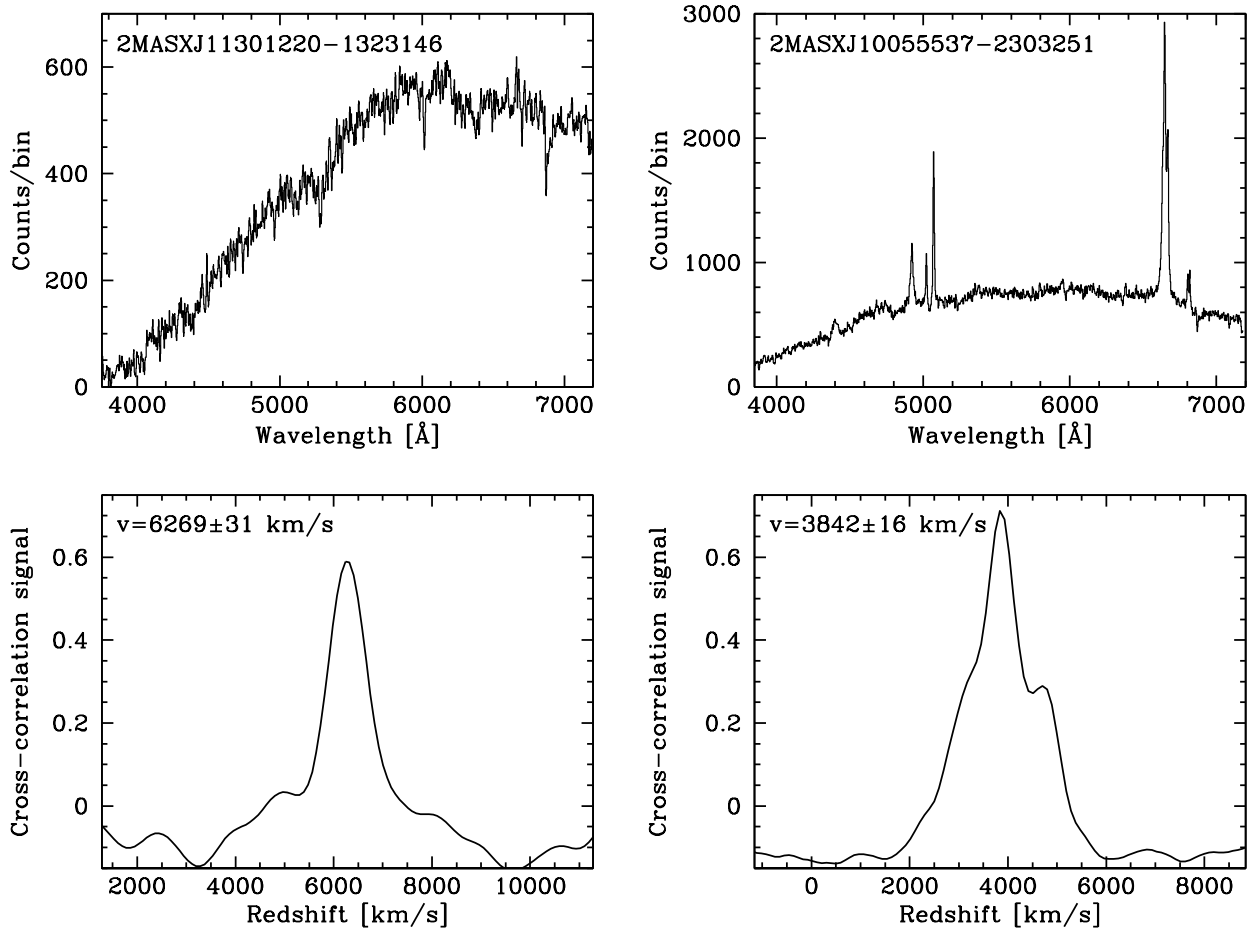 2MASXJ11301220−1323146
600
400
200
0
Counts/bin
4000 5000 6000 7000
Wavelength [Å]
2MASXJ10055537−2303251
3000
2000
1000
0
Counts/bin
4000 5000 6000 7000
Wavelength [Å]
v=6269±31 km/s
0.6
0.4
0.2
0
Cross−correlation signal
2000 4000 6000 8000 10000
Redshift [km/s]
v=3842±16 km/s
0.6
0.4
0.2
0
Cross−correlation signal
0 2000 4000 6000 8000
Redshift [km/s]